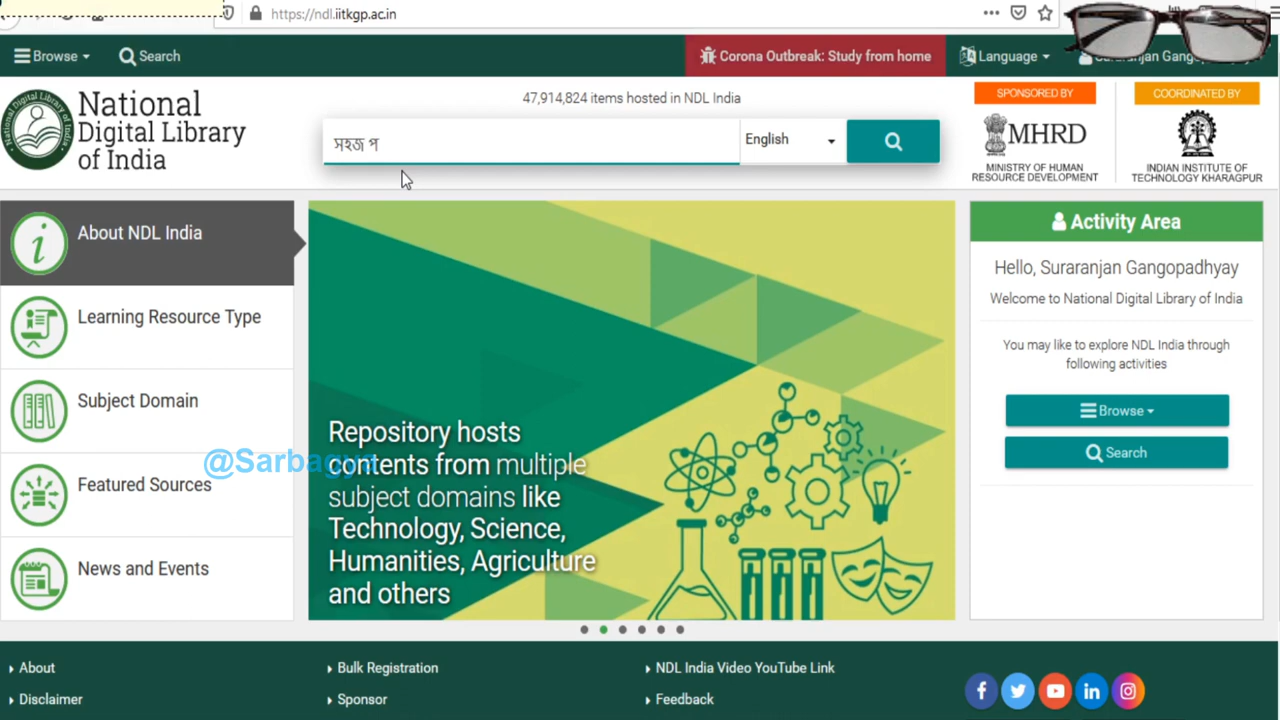 https://ndl.iitkgp.ac.in
Browse
Search
Corona Outbreak: Study from home
Language
Suraranjan Gang
National
Digital Library
of India
47,914,824 items hosted in NDL India
সহজ প
English
SPONSORED BY
MHRD
MINISTRY OF HUMAN
RESOURCE DEVELOPMENT
COORDINATED BY
INDIAN INSTITUTE OF
TECHNOLOGY KHARAGPUR
About NDL India
Learning Resource Type
Subject Domain
@Sarbagya
Featured Sources
News and Events
Repository hosts
contents from multiple
subject domains like
Technology, Science,
Humanities, Agriculture
and others
Activity Area
Hello, Suraranjan Gangopadhyay
Welcome to National Digital Library of India
You may like to explore NDL India through
following activities
Browse
Search
About
Bulk Registration
NDL India Video YouTube Link
Disclaimer
Sponsor
Feedback